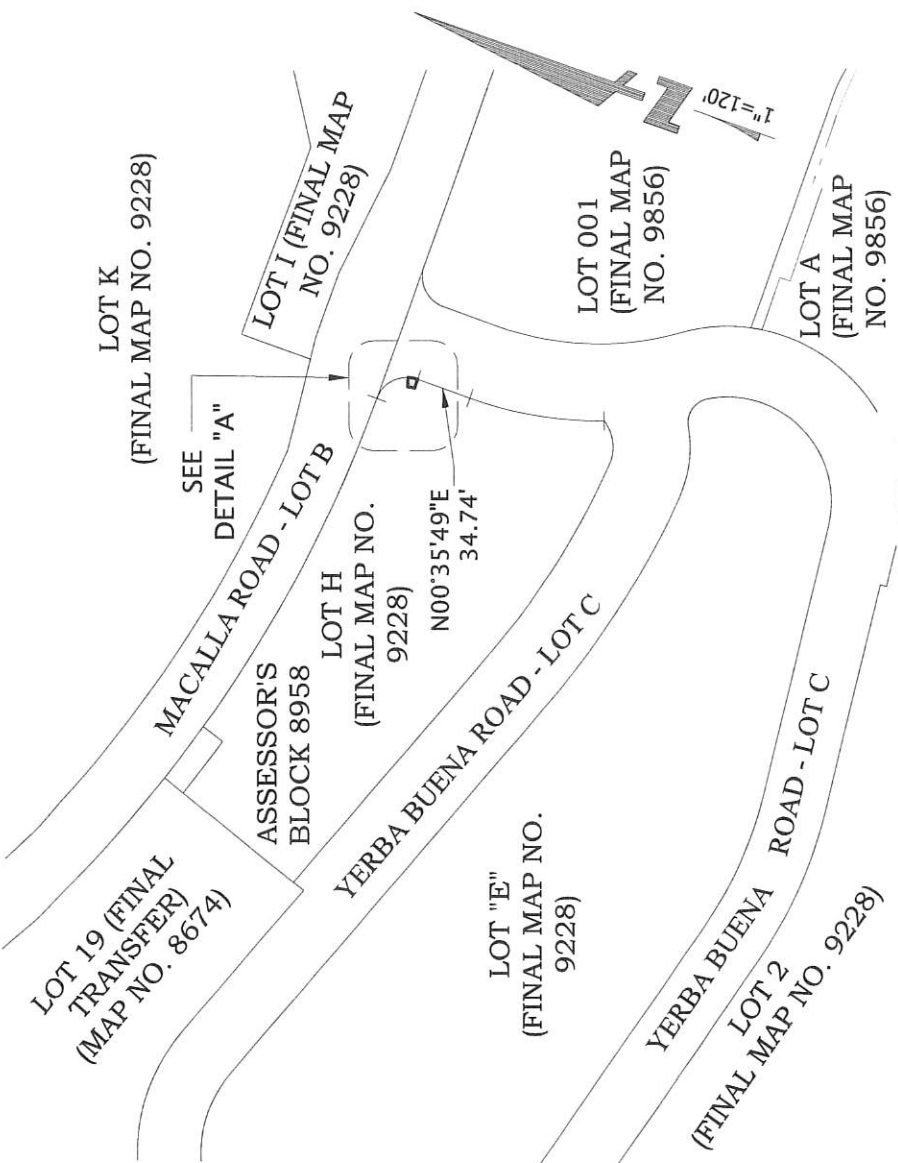 LOT K
(FINAL MAP NO. 9228)
SEE
DETAIL "A"
LOT I (FINAL MAP
NO. 9228)
1"=120'
MACALLA ROAD - LOT B
LOT 001
(FINAL MAP
NO. 9856)
LOT A
(FINAL MAP
NO. 9856)
LOT H
(FINAL MAP NO.
9228)
N00°35'49"E
34.74'
ASSESSOR'S
BLOCK 8958
LOT 19 (FINAL
TRANSFER)
(MAP NO. 8674)
YERBA BUENA ROAD - LOT C
LOT "E"
(FINAL MAP NO.
9228)
YERBA BUENA ROAD - LOT C
LOT 2
(FINAL MAP NO. 9228)